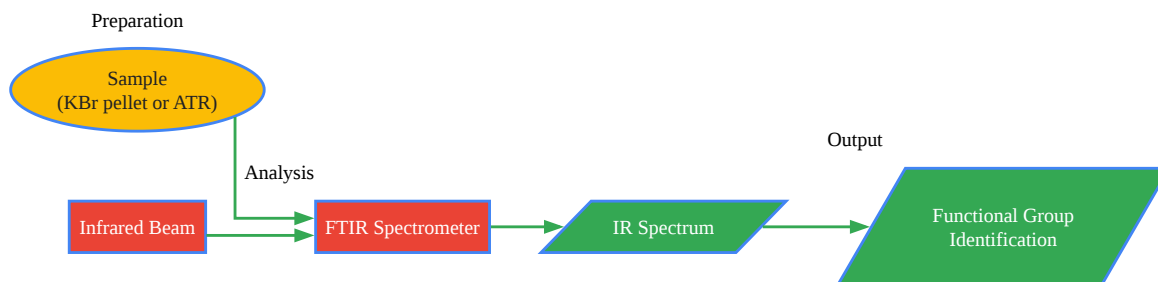 Preparation
Sample
(KBr pellet or ATR)
Analysis
Output
Infrared Beam
FTIR Spectrometer
IR Spectrum
Functional Group
Identification